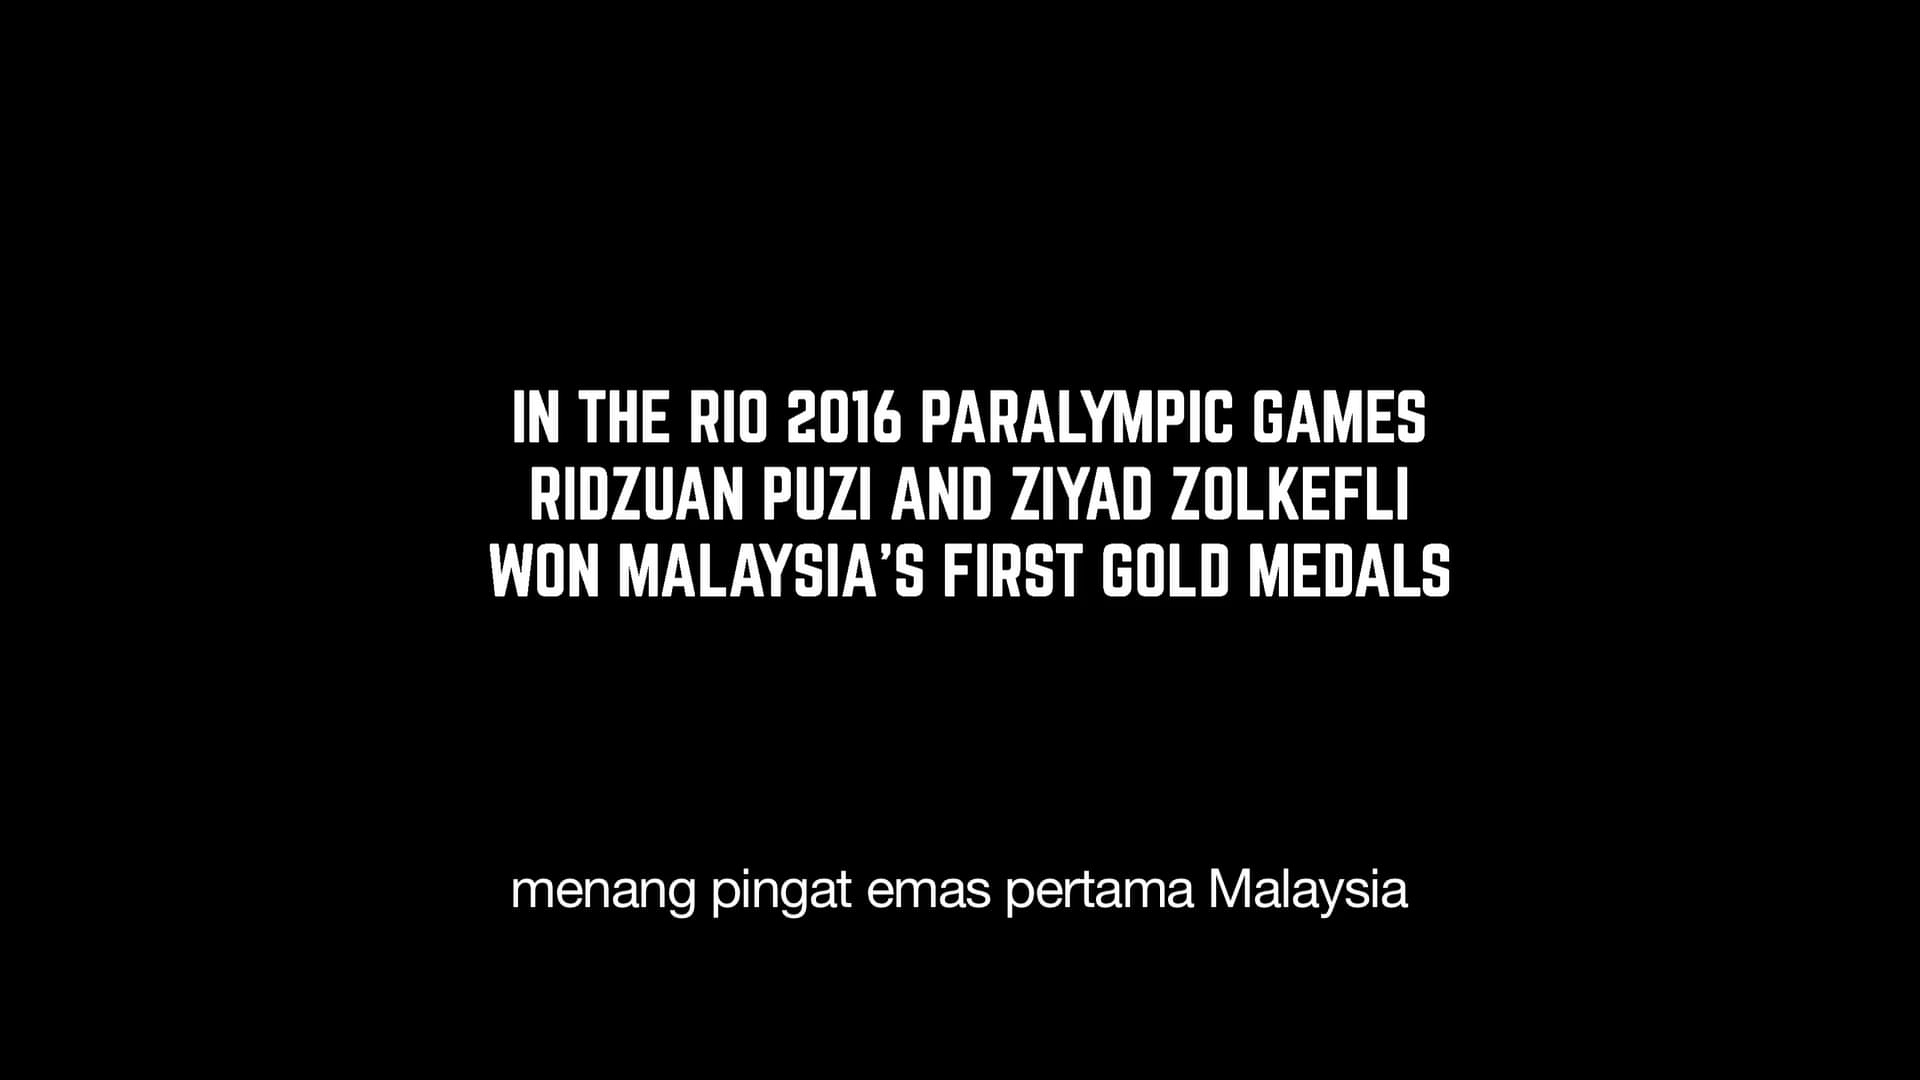 IN THE RIO 2016 PARALYMPIC GAMES
RIDZUAN PUZI AND ZIYAD ZOLKEFLI
WON MALAYSIA'S FIRST GOLD MEDALS
menang pingat emas pertama Malaysia